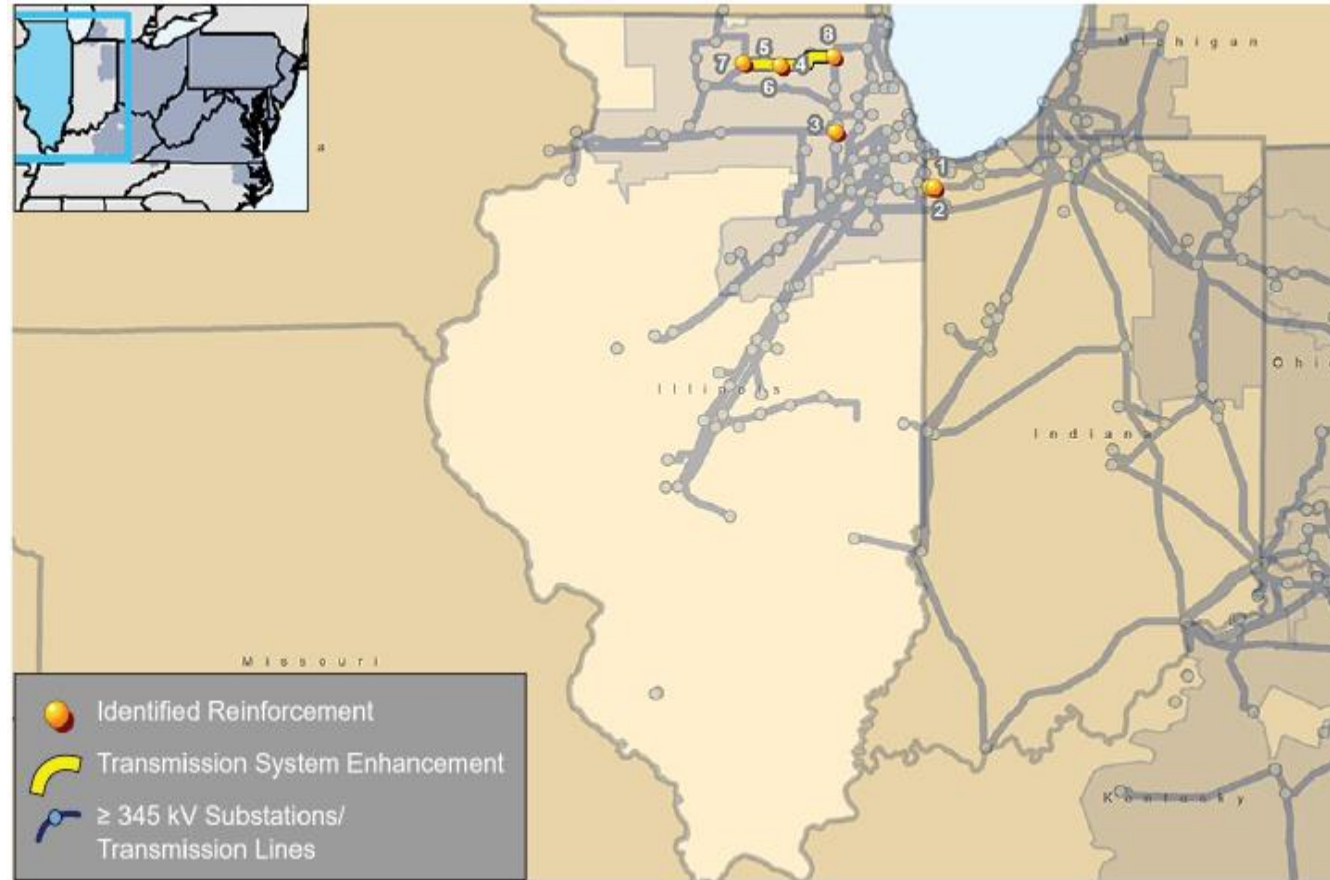 Michigan
8
5
7
4
6
a
3
1
2
Ohi
Illinois
Indiana
Missouri
Identified Reinforcement
Transmission System Enhancement
≥ 345 kV Substations/
Transmission Lines
Kentucky